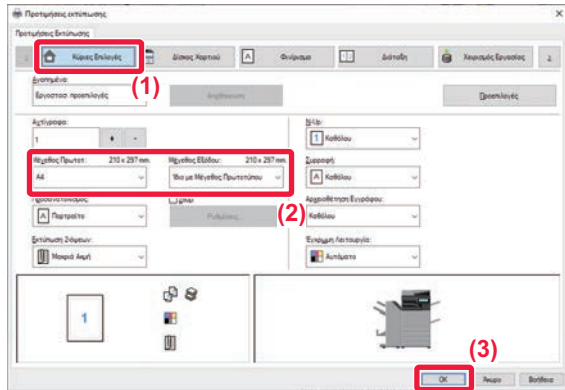 Προτιμήσεις εκτύπωσης
Προτιμήσεις Εκτύπωσης
Κύριες Επιλογές Δίσκος Χαρτιού Φινίρισμα Διάταξη Χειρισμός Εργασίας
(1)
Αγαπημένα:
Εργοστασ προεπιλογές Αποθήκευση Προεπιλογές
Αντίγραφα: N-Up:
1 + - 1 Καθόλου
Μέγεθος Πρωτοτ: 210 x 297 mm. Μέγεθος Εξόδου: 210 x 297 mm. Συρραφή:
A4 Ίδιο με Μέγεθος Πρωτοτύπου A Καθόλου
(2)
Προσανατολισμός: Ζουμ Αρχειοθέτηση Εγγράφου:
A Πορτραίτο Ρυθμίσεις... Καθόλου
Εκτύπωση 2όψεων: Έγχρωμη Λειτουργία:
Μακριά Ακμή Αυτόματο
1
(3)
OK Άκυρο Βοήθεια